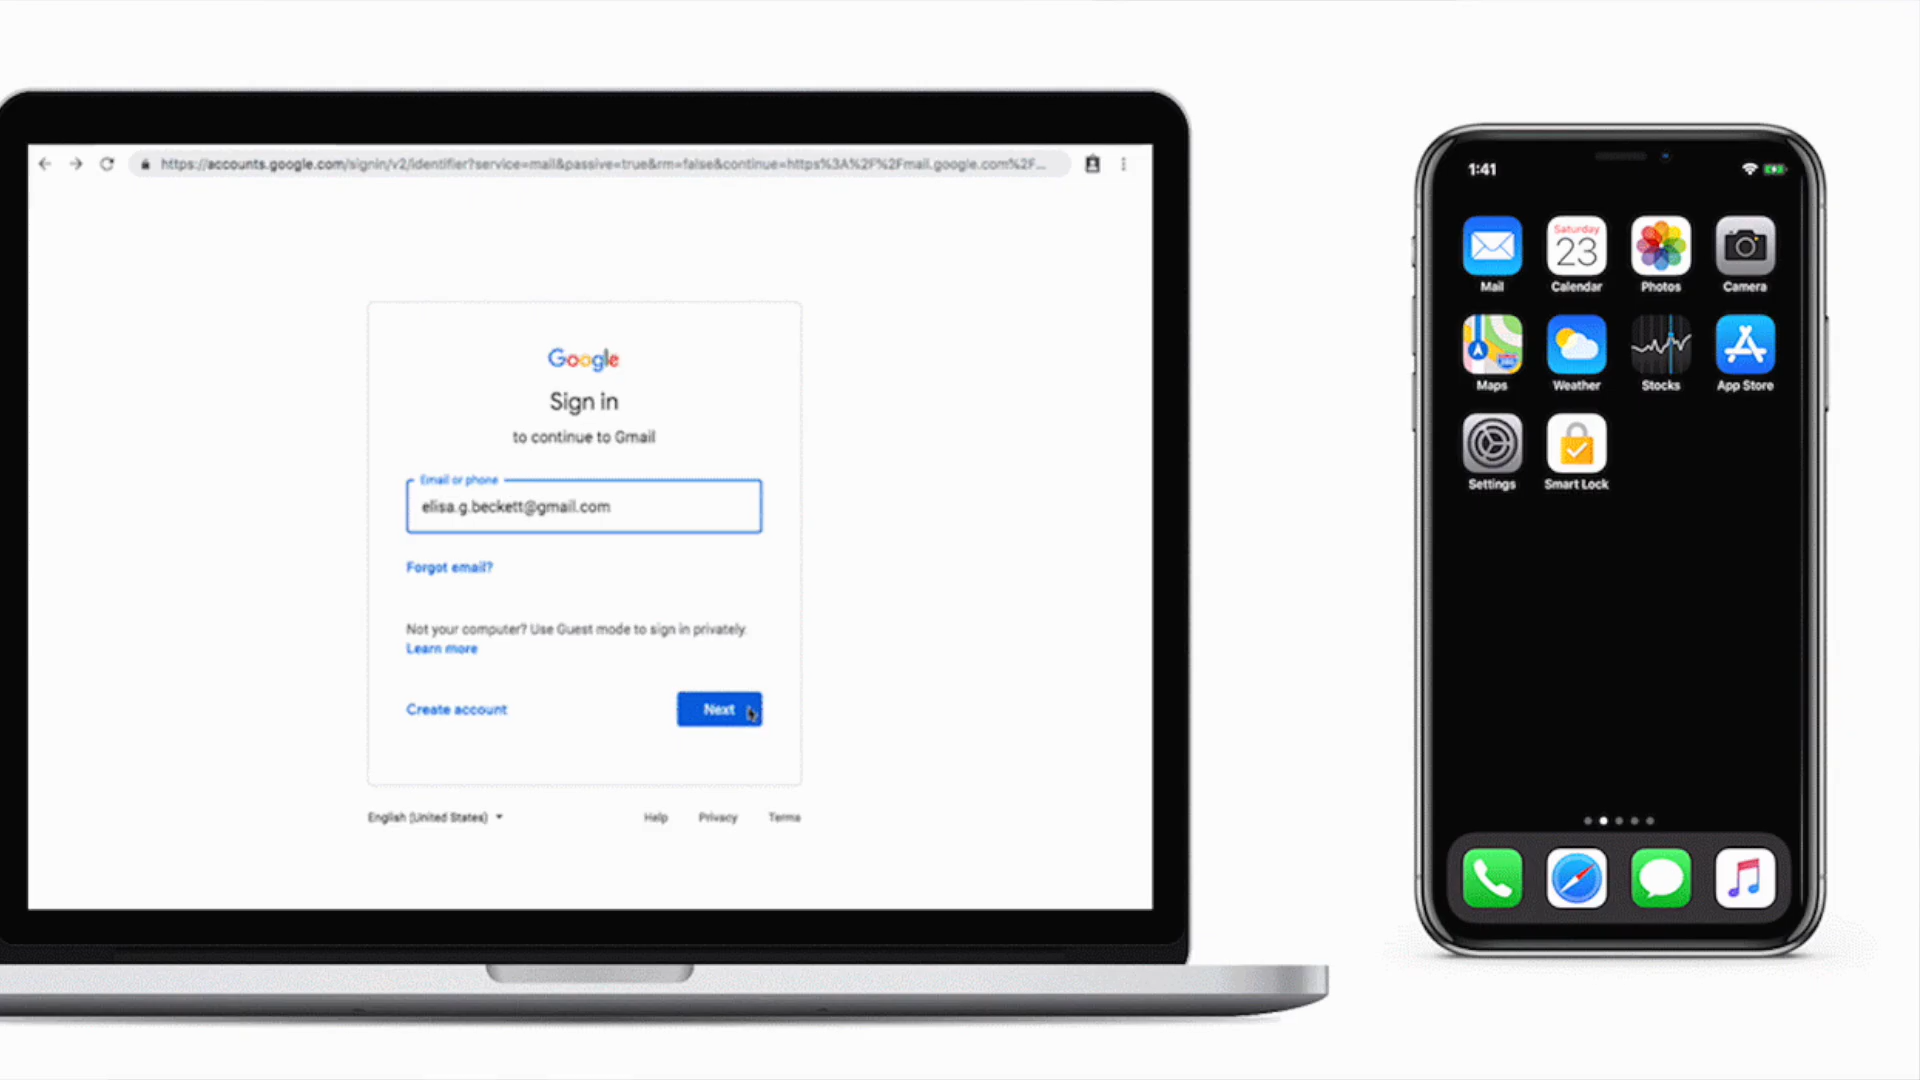 https://accounts.google.com/signin/v2/identifier?service=mail&passive=true&rm=false&continue=https%3A%2F%2Fmail.google.com%2F...
Google
Sign in
to continue to Gmail
Email or phone
elisa.g.beckett@gmail.com
Forgot email?
Not your computer? Use Guest mode to sign in privately.
Learn more
Create account
Next
English (United States)
Help Privacy Terms
1:41
Saturday
23
Mail Calendar Photos Camera
Maps Weather Stocks App Store
Settings Smart Lock